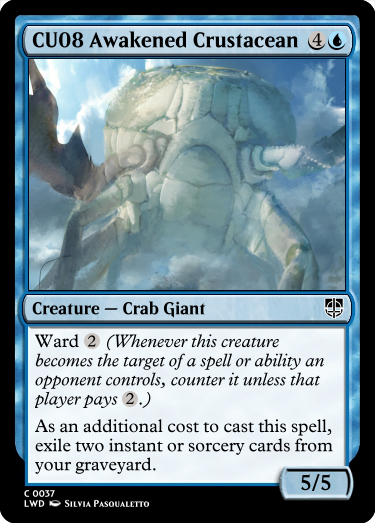 CU08 Awakened Crustacean 4
Creature — Crab Giant
Ward 2 (Whenever this creature
becomes the target of a spell or ability an
opponent controls, counter it unless that
player pays 2.)
As an additional cost to cast this spell,
exile two instant or sorcery cards from
your graveyard.
5/5
C 0037
LWD Silvia Pasqualetto